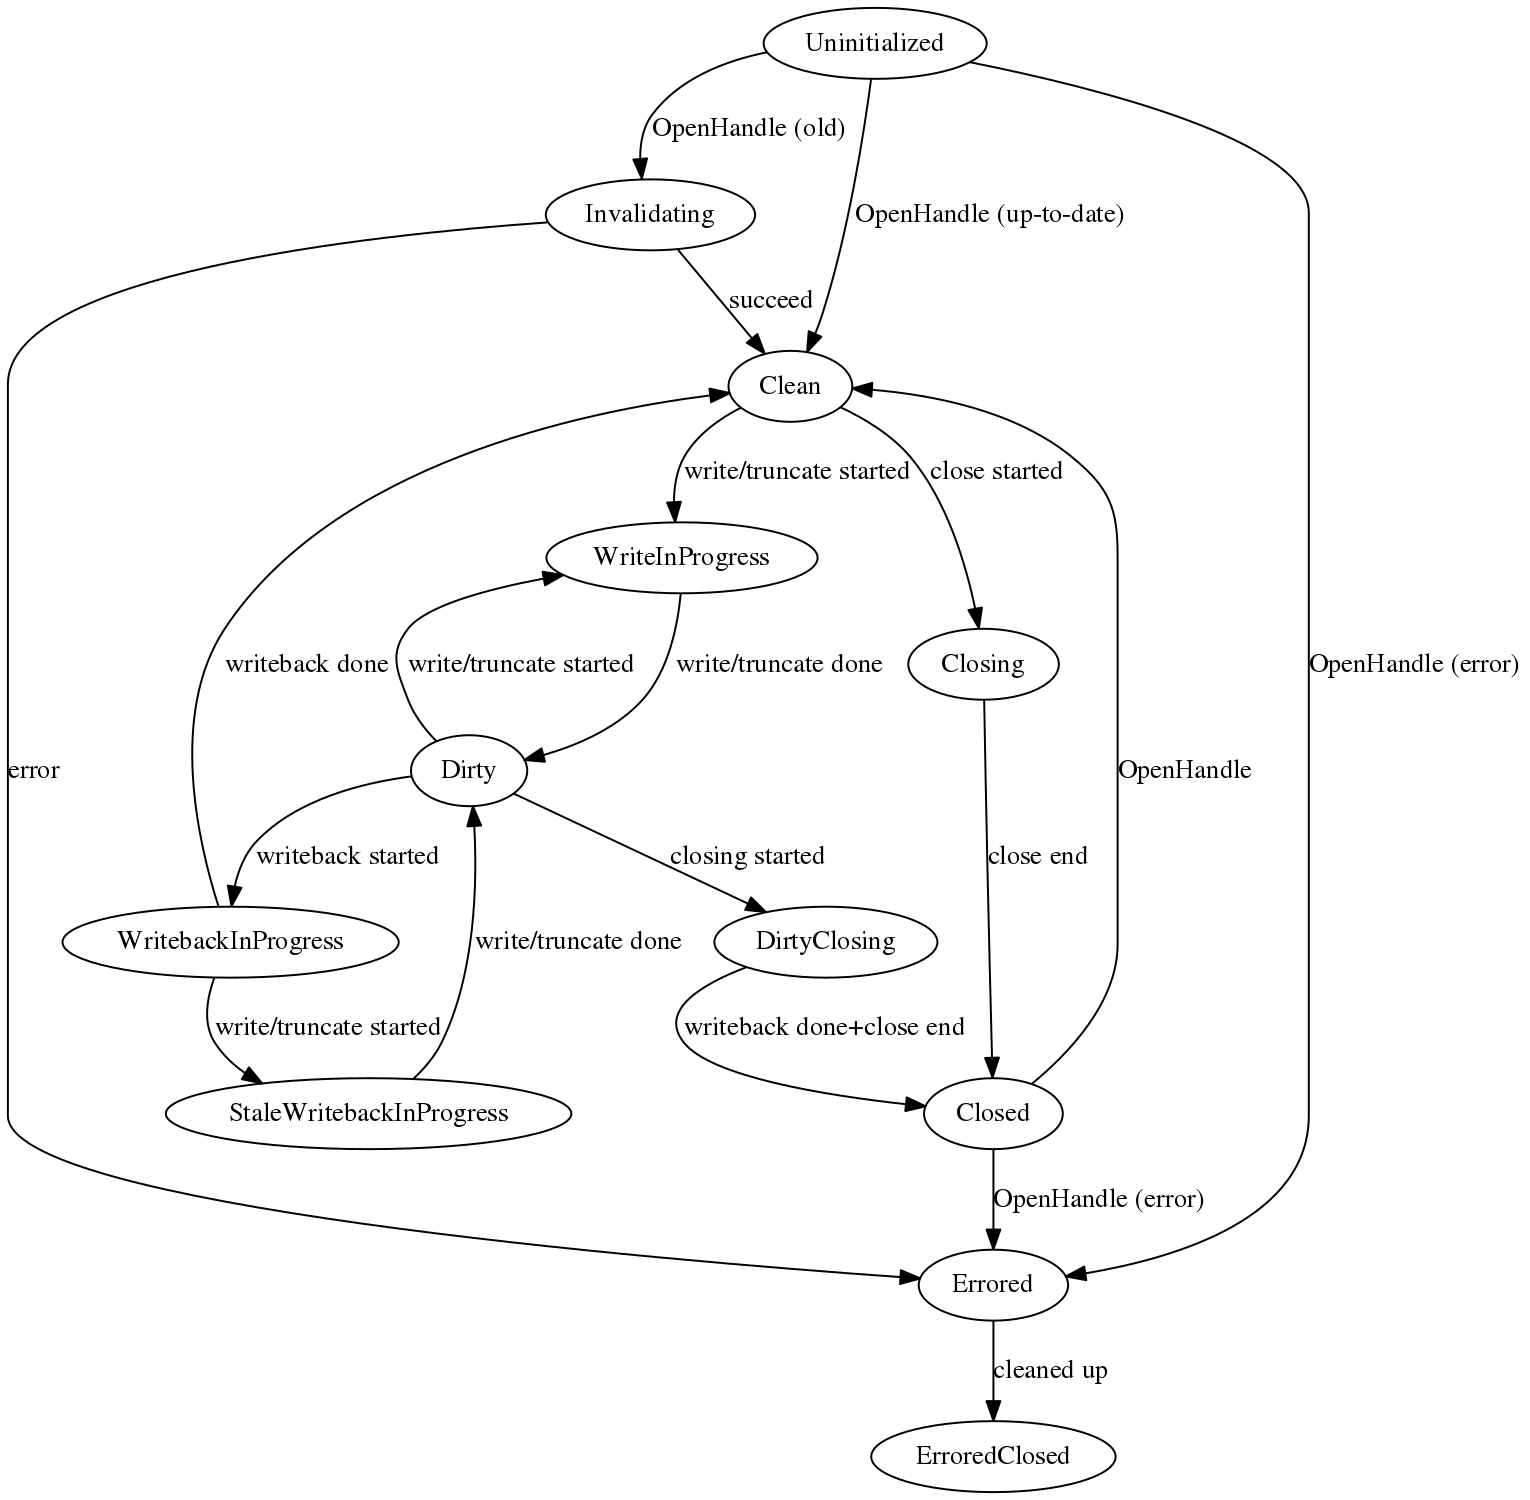 Uninitialized
OpenHandle (old)
Invalidating
OpenHandle (up-to-date)
succeed
Clean
write/truncate started
close started
WriteInProgress
writeback done
write/truncate started
write/truncate done
Closing
OpenHandle (error)
error
Dirty
OpenHandle
writeback started
closing started
close end
WritebackInProgress
write/truncate done
DirtyClosing
write/truncate started
writeback done+close end
StaleWritebackInProgress
Closed
OpenHandle (error)
Errored
cleaned up
ErroredClosed